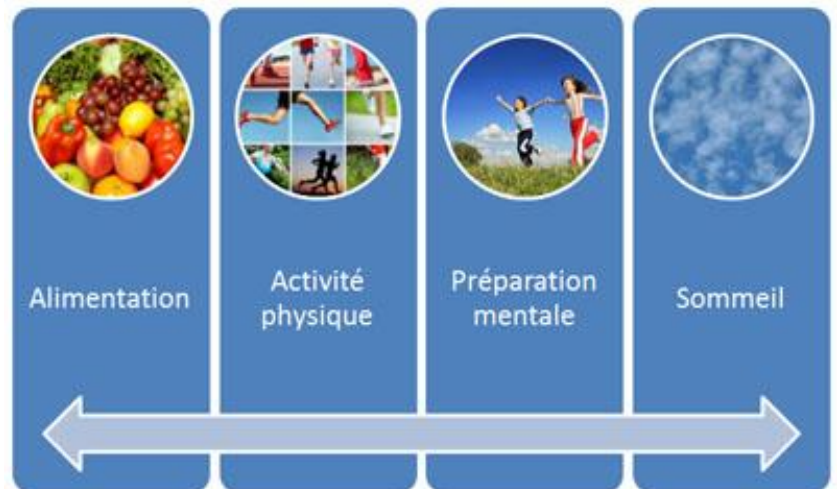 Alimentation
Activité
physique
Préparation
mentale
Sommeil